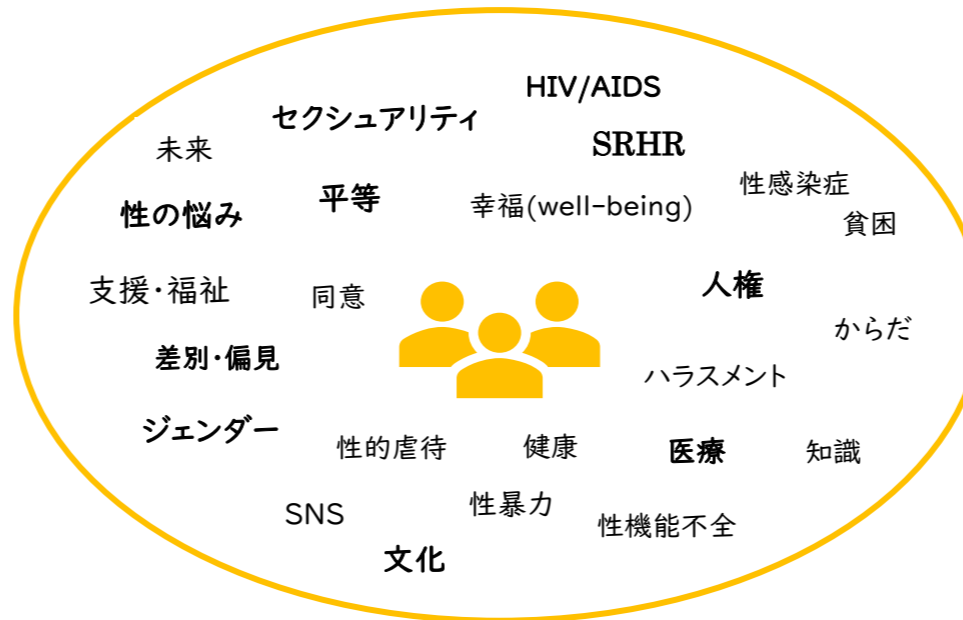 HIV/AIDS
セクシュアリティ
SRHR
未来
性感染症
平等
幸福(well-being)
性の悩み
貧困
人権
支援・福祉
同意
からだ
差別・偏見
ハラスメント
ジェンダー
性的虐待
健康
医療
知識
性暴力
SNS
性機能不全
文化